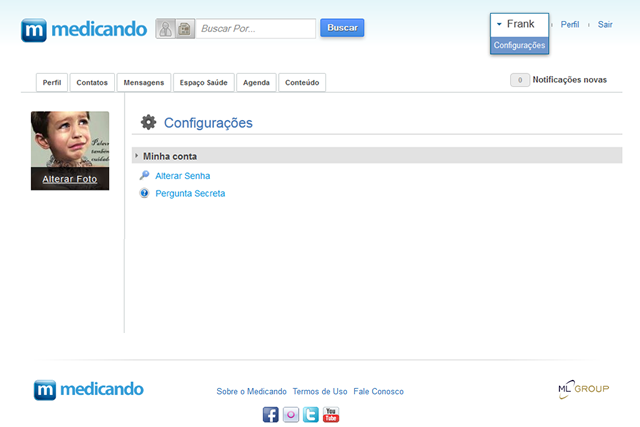 m medicando
Buscar Por...
Buscar
Frank
Perfil
Sair
Configurações
Perfil
Contatos
Mensagens
Espaço Saúde
Agenda
Conteúdo
0 Notificações novas
Palavras
também
Alterar Foto
Configurações
Minha conta
Alterar Senha
Pergunta Secreta
m medicando
Sobre o Medicando
Termos de Uso
Fale Conosco
ML GROUP
f
t
You
Tube